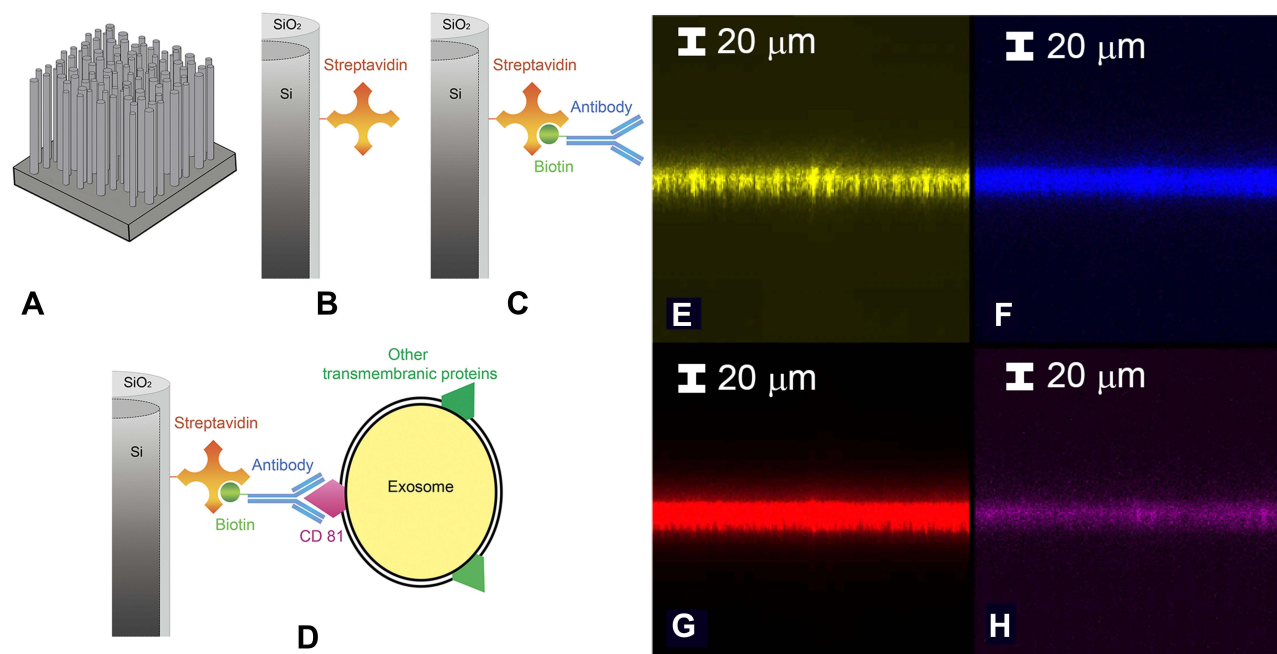 SiO₂
Si
Streptavidin
A
B
SiO₂
Si
Streptavidin
Antibody
Biotin
C
SiO₂
Si
Streptavidin
Antibody
Biotin
CD 81
Other
transmembranic proteins
Exosome
D
20 μm
E
20 μm
F
20 μm
G
20 μm
H